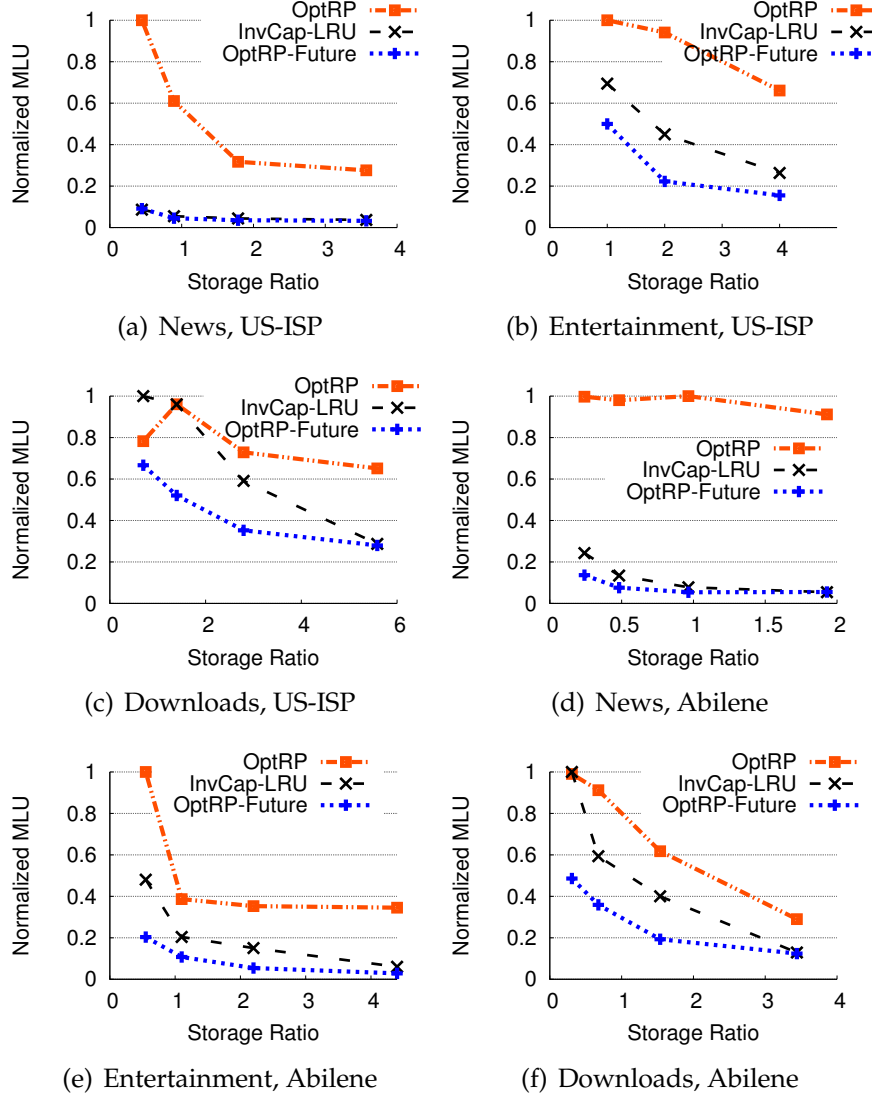 OptRP
InvCap-LRU
OptRP-Future
Normalized MLU
1
0.8
0.6
0.4
0.2
0
0 1 2 3 4
Storage Ratio
(a) News, US-ISP
OptRP
InvCap-LRU
OptRP-Future
Normalized MLU
1
0.8
0.6
0.4
0.2
0
0 1 2 3 4
Storage Ratio
(b) Entertainment, US-ISP
OptRP
InvCap-LRU
OptRP-Future
Normalized MLU
1
0.8
0.6
0.4
0.2
0
0 2 4 6
Storage Ratio
(c) Downloads, US-ISP
OptRP
InvCap-LRU
OptRP-Future
Normalized MLU
1
0.8
0.6
0.4
0.2
0
0 0.5 1 1.5 2
Storage Ratio
(d) News, Abilene
OptRP
InvCap-LRU
OptRP-Future
Normalized MLU
1
0.8
0.6
0.4
0.2
0
0 1 2 3 4
Storage Ratio
(e) Entertainment, Abilene
OptRP
InvCap-LRU
OptRP-Future
Normalized MLU
1
0.8
0.6
0.4
0.2
0
0 1 2 3 4
Storage Ratio
(f) Downloads, Abilene